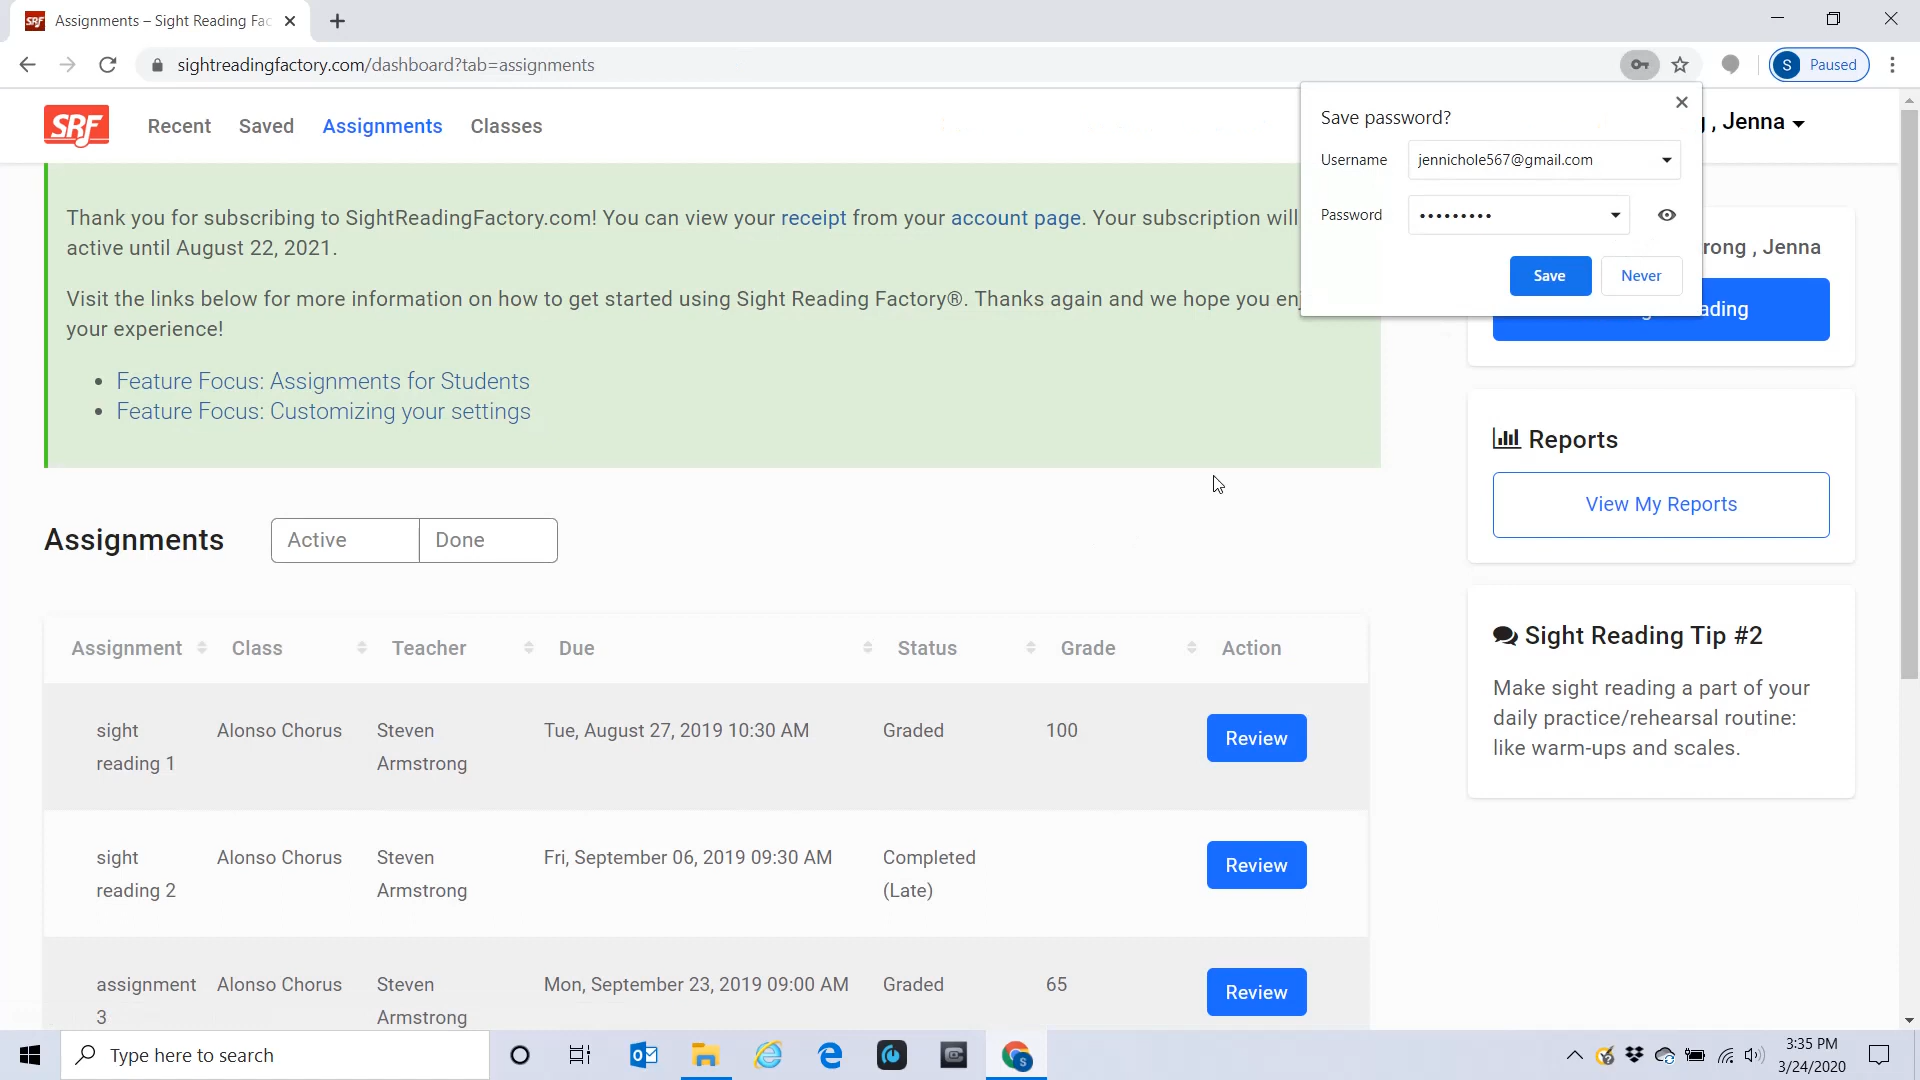 SRF Assignments – Sight Reading Fac
sightreadingfactory.com/dashboard?tab=assignments
S Paused
SRF Recent Saved Assignments Classes
, Jenna
Save password?
Username jennichole567@gmail.com
Password •••••••••
Save Never
Thank you for subscribing to SightReadingFactory.com! You can view your receipt from your account page. Your subscription will
active until August 22, 2021.
Visit the links below for more information on how to get started using Sight Reading Factory®. Thanks again and we hope you en
your experience!
• Feature Focus: Assignments for Students
• Feature Focus: Customizing your settings
rong , Jenna
ading
Reports
View My Reports
Sight Reading Tip #2
Make sight reading a part of your
daily practice/rehearsal routine:
like warm-ups and scales.
Assignments Active Done
Assignment Class Teacher Due Status Grade Action
sight Alonso Chorus Steven Tue, August 27, 2019 10:30 AM Graded 100 Review
reading 1 Armstrong
sight Alonso Chorus Steven Fri, September 06, 2019 09:30 AM Completed Review
reading 2 Armstrong (Late)
assignment Alonso Chorus Steven Mon, September 23, 2019 09:00 AM Graded 65 Review
3 Armstrong
Type here to search
3:35 PM
3/24/2020